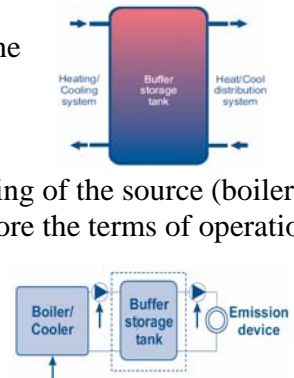 ne
Heating/
Cooling
system
Buffer
storage
tank
Heat/Cool
distribution
system
ing of the source (boiler
ore the terms of operatio
Boiler/
Cooler
Buffer
storage
tank
Emission
device